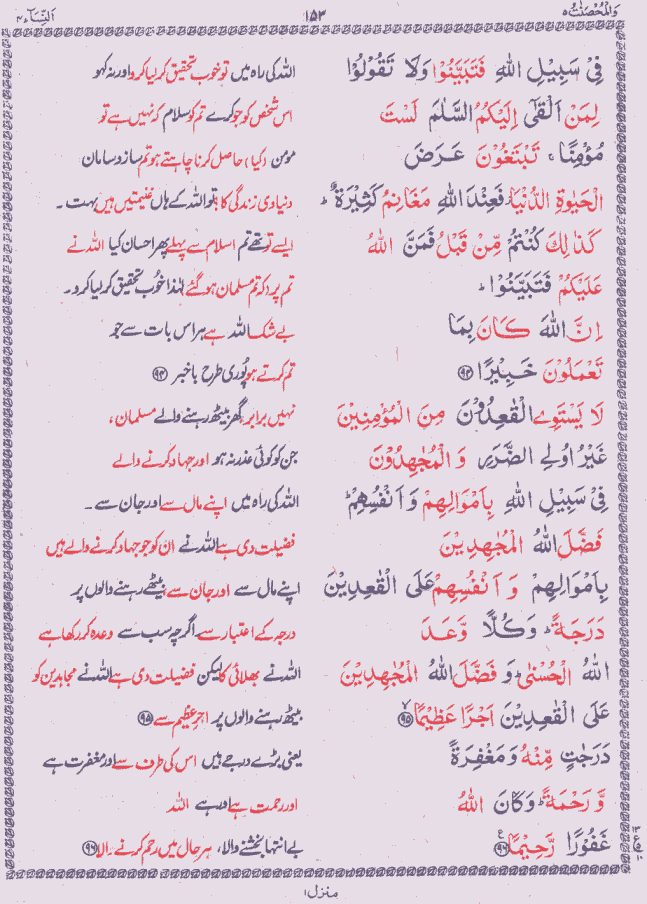 وَالْمُحْصَنٰتُ ٥
١٥٣
اَلنِّسَآء ٤
فِیْ سَبِیْلِ اللّٰهِ فَتَبَیَّنُوْا وَلَا تَقُوْلُوْا
اللہ کی راہ میں تو خوب تحقیق کر لیا کرو اور نہ کہو
لِمَنْ اَلْقٰۤی اِلَیْكُمُ السَّلٰمَ لَسْتَ
اس شخص کو جو کرے تم کو سلام کہ نہیں ہے تو
مُؤْمِنًا ۚ تَبْتَغُوْنَ عَرَضَ
مومن (کیا) حاصل کرنا چاہتے ہو تم ساز و سامان
الْحَیٰوةِ الدُّنْیَا ؗ فَعِنْدَ اللّٰهِ مَغَانِمُ كَثِیْرَةٌ ؕ
دنیاوی زندگی کا؟ تو اللہ کے ہاں غنیمتیں ہیں بہت۔
كَذٰلِكَ كُنْتُمْ مِّنْ قَبْلُ فَمَنَّ اللّٰهُ
ایسے تو تھے تم اسلام سے پہلے پھر احسان کیا اللہ نے
عَلَیْكُمْ فَتَبَیَّنُوْا ؕ
تم پر (کہ تم مسلمان ہو گئے) لہٰذا خُوب تحقیق کر لیا کرو۔
اِنَّ اللّٰهَ كَانَ بِمَا
بے شک اللہ ہے ہر اس بات سے جو
تَعْمَلُوْنَ خَبِیْرًا ﴿٩٤﴾
تم کرتے ہو پُوری طرح باخبر ﴿٩٤﴾
لَا یَسْتَوِی الْقٰعِدُوْنَ مِنَ الْمُؤْمِنِیْنَ
نہیں برابر گھر بیٹھ رہنے والے مسلمان،
غَیْرُ اُولِی الضَّرَرِ وَ الْمُجٰهِدُوْنَ
جن کو کوئی عذر نہ ہو اور جہاد کرنے والے
فِیْ سَبِیْلِ اللّٰهِ بِاَمْوَالِهِمْ وَ اَنْفُسِهِمْ ؕ
اللہ کی راہ میں اپنے مال سے اور جان سے۔
فَضَّلَ اللّٰهُ الْمُجٰهِدِیْنَ
فضیلت دی ہے اللہ نے ان کو جو جہاد کرنے والے ہیں
بِاَمْوَالِهِمْ وَ اَنْفُسِهِمْ عَلَی الْقٰعِدِیْنَ
اپنے مال سے اور جان سے، بیٹھے رہنے والوں پر
دَرَجَةً ؕ وَ كُلًّا وَّعَدَ
درجہ کے اعتبار سے اگرچہ سب سے وعدہ کر رکھا ہے
اللّٰهُ الْحُسْنٰی ؕ وَ فَضَّلَ اللّٰهُ الْمُجٰهِدِیْنَ
اللہ نے بھلائی کا لیکن فضیلت دی ہے اللہ نے مجاہدین کو
عَلَی الْقٰعِدِیْنَ اَجْرًا عَظِیْمًا ﴿٩٥﴾
بیٹھ رہنے والوں پر اجرِ عظیم سے ﴿٩٥﴾
دَرَجٰتٍ مِّنْهُ وَ مَغْفِرَةً
یعنی بڑے درجے ہیں اس کی طرف سے اور مغفرت ہے
وَّ رَحْمَةً ؕ وَ كَانَ اللّٰهُ
اور رحمت ہے اور ہے اللہ
غَفُوْرًا رَّحِیْمًا ﴿٩٦﴾
بے انتہا بخشنے والا، ہر حال میں رحم کرنے والا ﴿٩٦﴾
منزل ١